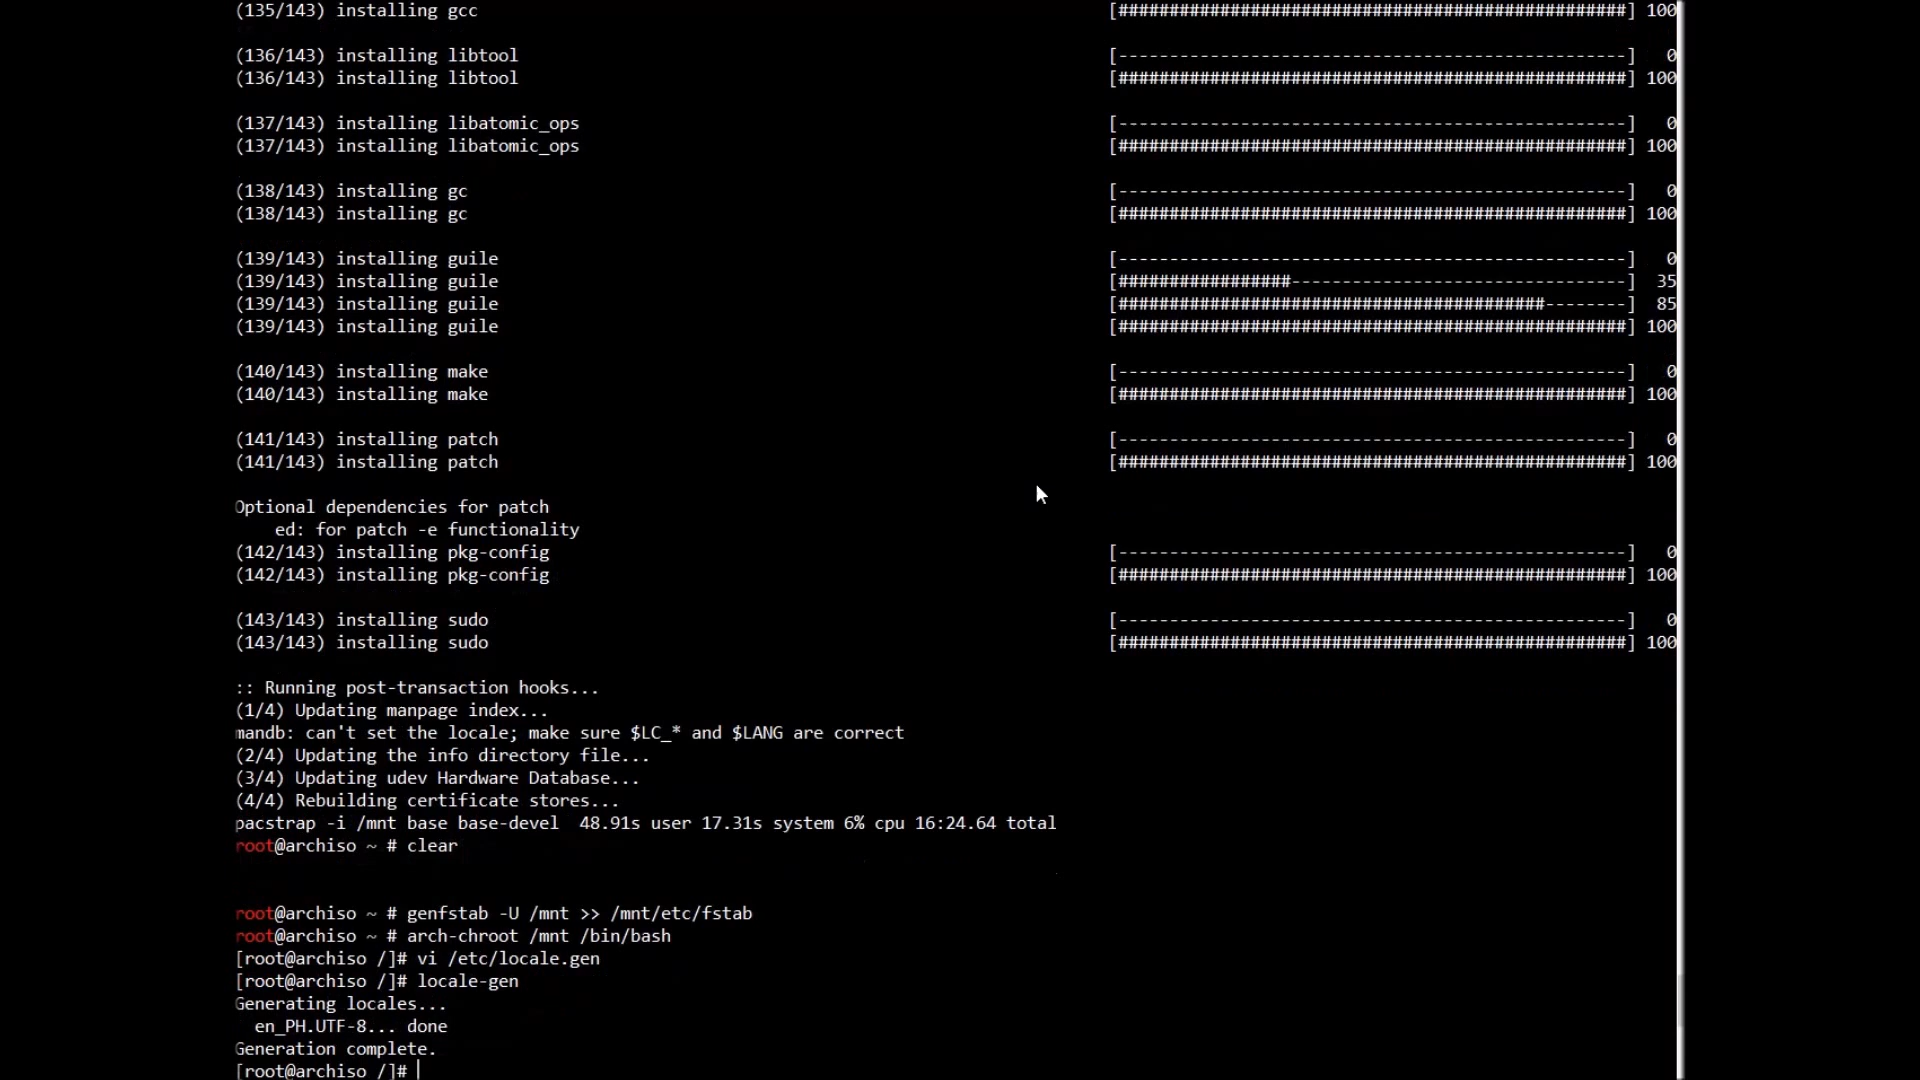 (135/143) installing gcc [##################################################] 100
(136/143) installing libtool [--------------------------------------------------] 0
(136/143) installing libtool [##################################################] 100
(137/143) installing libatomic_ops [--------------------------------------------------] 0
(137/143) installing libatomic_ops [##################################################] 100
(138/143) installing gc [--------------------------------------------------] 0
(138/143) installing gc [##################################################] 100
(139/143) installing guile [--------------------------------------------------] 0
(139/143) installing guile [#################---------------------------------] 35
(139/143) installing guile [##########################################--------] 85
(139/143) installing guile [##################################################] 100
(140/143) installing make [--------------------------------------------------] 0
(140/143) installing make [##################################################] 100
(141/143) installing patch [--------------------------------------------------] 0
(141/143) installing patch [##################################################] 100
Optional dependencies for patch
ed: for patch -e functionality
(142/143) installing pkg-config [--------------------------------------------------] 0
(142/143) installing pkg-config [##################################################] 100
(143/143) installing sudo [--------------------------------------------------] 0
(143/143) installing sudo [##################################################] 100
:: Running post-transaction hooks...
(1/4) Updating manpage index...
mandb: can't set the locale; make sure $LC_* and $LANG are correct
(2/4) Updating the info directory file...
(3/4) Updating udev Hardware Database...
(4/4) Rebuilding certificate stores...
pacstrap -i /mnt base base-devel  48.91s user 17.31s system 6% cpu 16:24.64 total
root@archiso ~ # clear
root@archiso ~ # genfstab -U /mnt >> /mnt/etc/fstab
root@archiso ~ # arch-chroot /mnt /bin/bash
[root@archiso /]# vi /etc/locale.gen
[root@archiso /]# locale-gen
Generating locales...
en_PH.UTF-8... done
Generation complete.
[root@archiso /]#